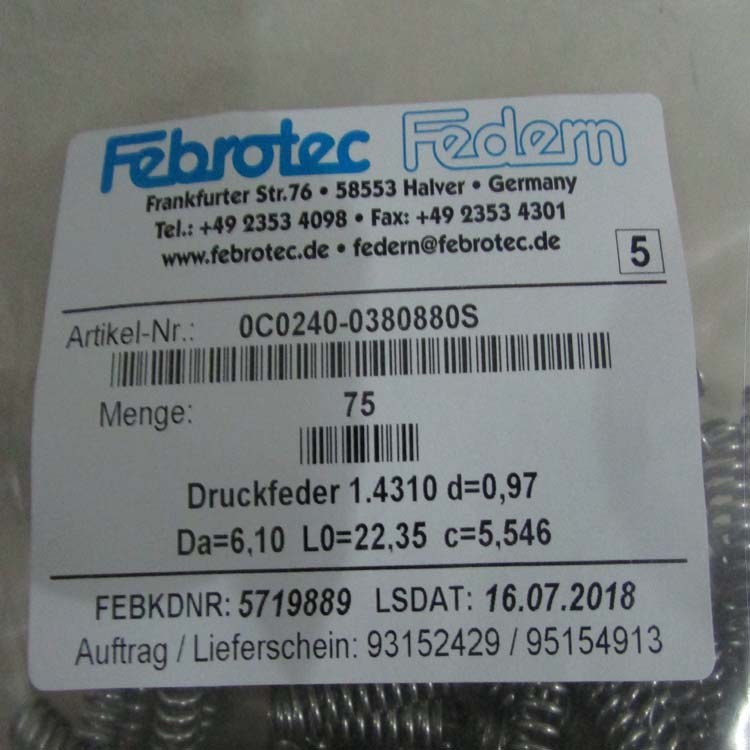 Febrotec Federn
Frankfurter Str.76 • 58553 Halver • Germany
Tel.: +49 2353 4098 • Fax: +49 2353 4301
www.febrotec.de • federn@febrotec.de
5
Artikel-Nr.: 0C0240-0380880S
Menge: 75
Druckfeder 1.4310 d=0,97
Da=6,10 L0=22,35 c=5,546
FEBKDNR: 5719889 LSDAT: 16.07.2018
Auftrag / Lieferschein: 93152429 / 95154913